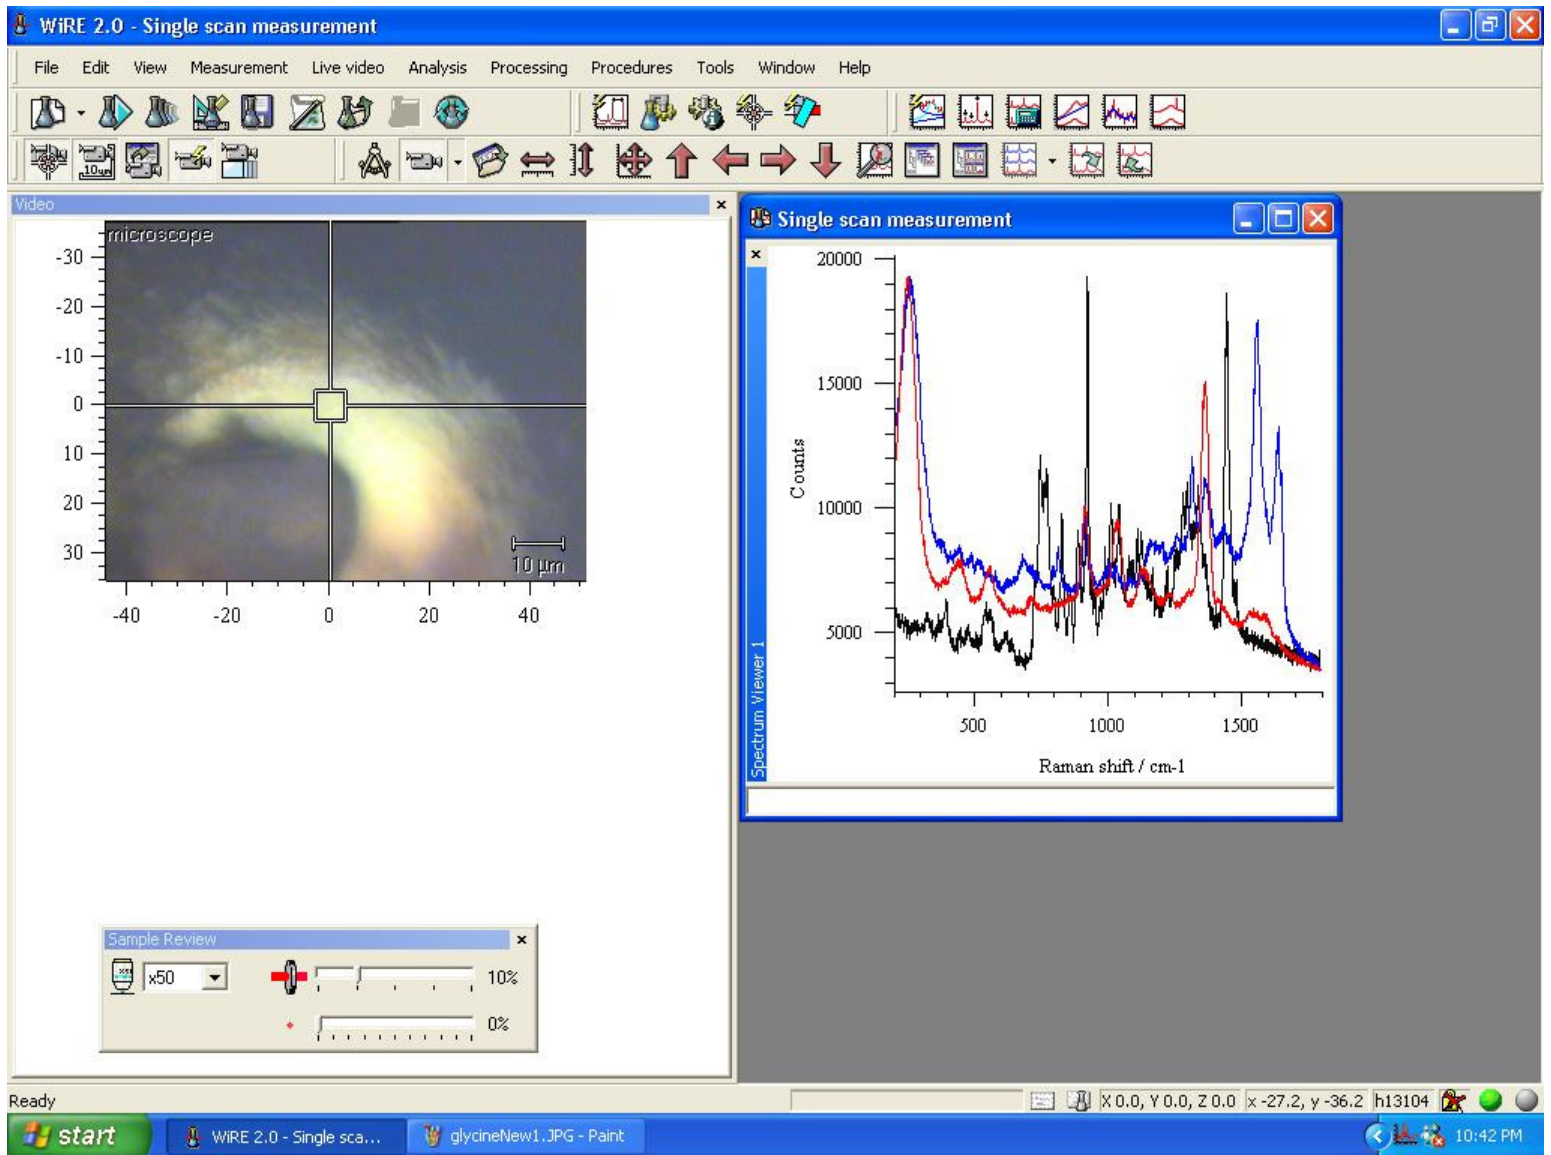 WiRE 2.0 - Single scan measurement
File Edit View Measurement Live video Analysis Processing Procedures Tools Window Help
10um
Video
microscope
-30
-20
-10
0
10
20
30
10 µm
-40 -20 0 20 40
Single scan measurement
Spectrum Viewer 1
20000
15000
10000
5000
Counts
500 1000 1500
Raman shift / cm-1
Sample Review
x50
10%
0%
Ready
X 0.0, Y 0.0, Z 0.0 x -27.2, y -36.2 h13104
start
WiRE 2.0 - Single sca...
glycineNew1.JPG - Paint
10:42 PM